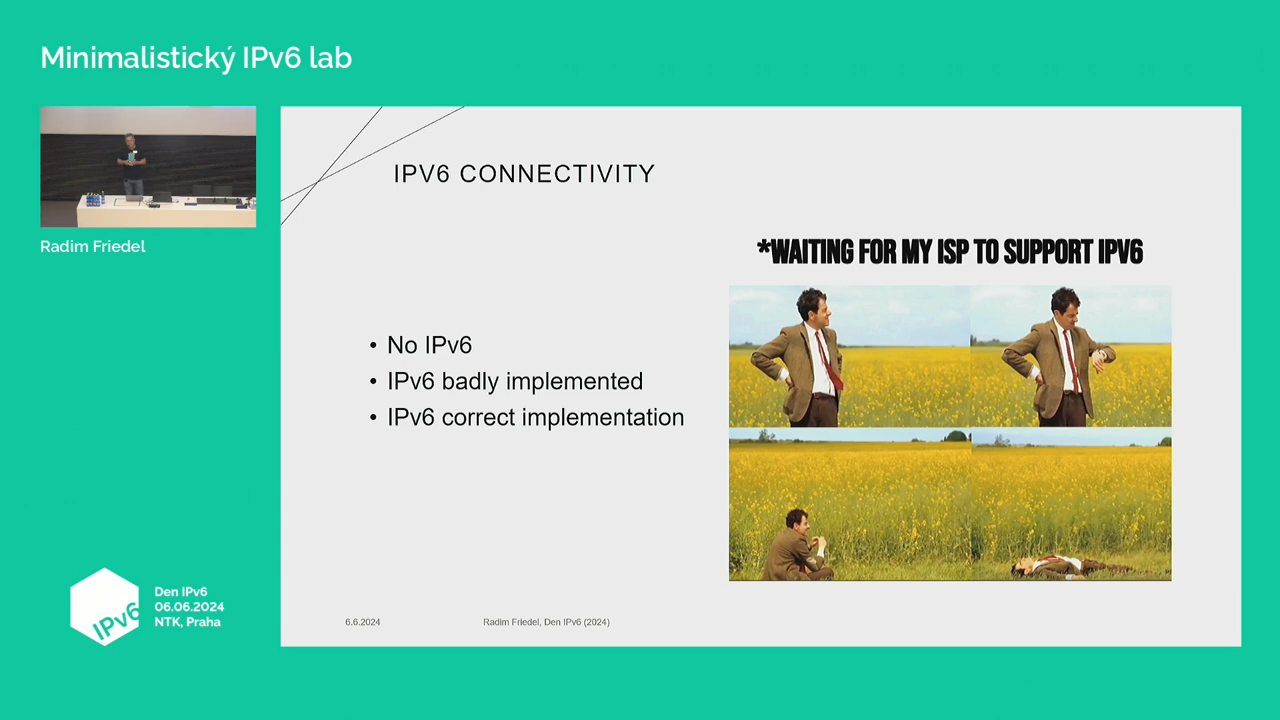 Minimalistický IPv6 lab
Radim Friedel
IPV6 CONNECTIVITY
*WAITING FOR MY ISP TO SUPPORT IPV6
• No IPv6
• IPv6 badly implemented
• IPv6 correct implementation
6.6.2024
Radim Friedel, Den IPv6 (2024)
IPv6
Den IPv6
06.06.2024
NTK, Praha